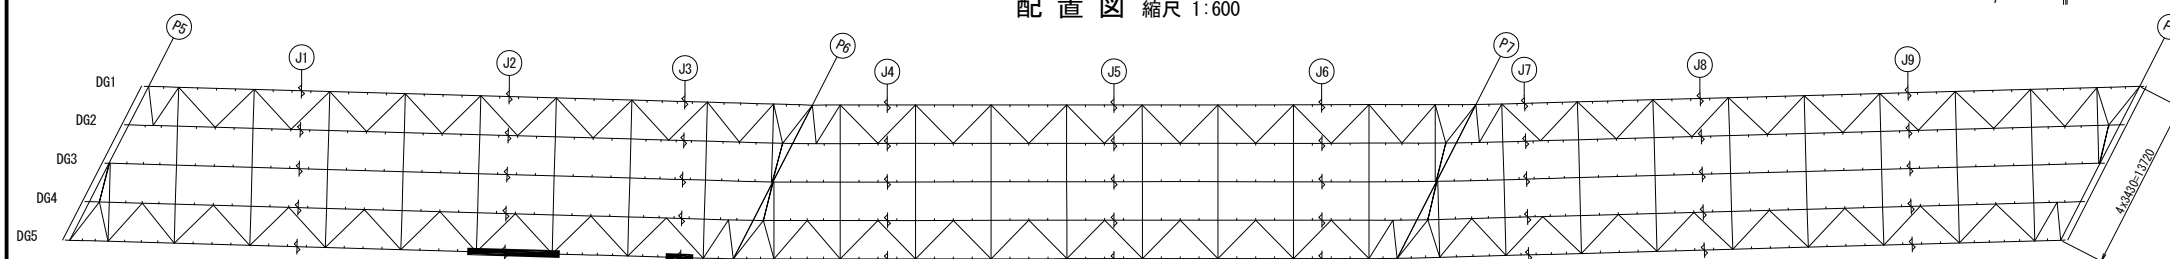 配置図 縮尺 1:600
P5
J1
J2
J3
P6
J4
J5
J6
P7
J7
J8
J9
DG1
DG2
DG3
DG4
DG5
4x3430=13720